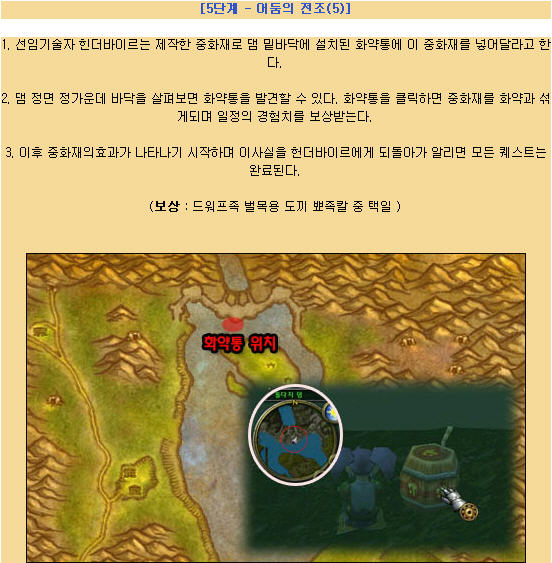 [5단계 - 어둠의 전조(5)]
1. 선임기술자 힌더바이르는 제작한 중화재로 댐 밑바닥에 설치된 화약통에 이 중화재를 넣어달라고 한
다.
2. 댐 정면 정가운데 바닥을 살펴보면 화약통을 발견할 수 있다. 화약통을 클릭하면 중화재를 화약과 섞
게되며 일정의 경험치를 보상받는다.
3. 이후 중화재의효과가 나타나기 시작하며 이사실을 헌더바이르에게 되돌아가 알리면 모든 퀘스트는
완료된다.
(보상 : 드워프족 벌목용 도끼 뾰족칼 중 택일 )
화약통 위치
돌다지 댐
N